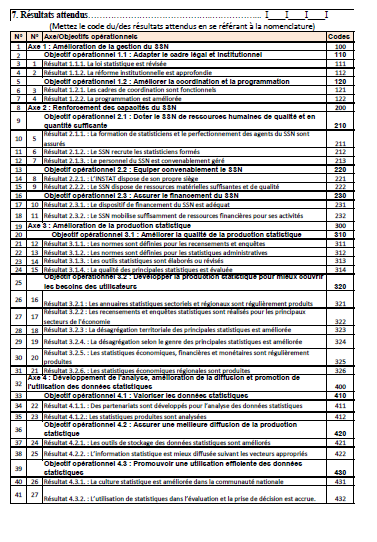 7. Résultats attendus…………………………………………………… I___I___I___I
(Mettez le code du/des résultats attendus en se référant à la nomenclature)
N° N° Axe/Objectifs opérationnels Codes
1 Axe 1 : Amélioration de la gestion du SSN 100
2 Objectif opérationnel 1.1 : Adapter le cadre légal et institutionnel 110
3 1 Résultat 1.1.1. La loi statistique est révisée 111
4 2 Résultat 1.1.2. La réforme institutionnelle est approfondie 112
5 Objectif opérationnel 1.2 : Améliorer la coordination et la programmation 120
6 3 Résultat 1.2.1. Les cadres de coordination sont fonctionnels 121
7 4 Résultat 1.2.2. La programmation est améliorée 122
8 Axe 2 : Renforcement des capacités du SSN 200
9 Objectif opérationnel 2.1 : Doter le SSN de ressources humaines de qualité et en
quantité suffisante 210
10 5 Résultat 2.1.1. : La formation de statisticiens et le perfectionnement des agents du SSN sont
assurés 211
11 6 Résultat 2.1.2. : Le SSN recrute les statisticiens formés 212
12 7 Résultat 2.1.3. : Le personnel du SSN est convenablement géré 213
13 Objectif opérationnel 2.2 : Equiper convenablement le SSN 220
14 8 Résultat 2.2.1. : L'INSTAT dispose de son propre siège 221
15 9 Résultat 2.2.2. : Le SSN dispose de ressources matérielles suffisantes et de qualité 222
16 Objectif opérationnel 2.3 : Assurer le financement du SSN 230
17 10 Résultat 2.3.1. : Le dispositif de financement du SSN est adéquat 231
18 11 Résultat 2.3.2. : Le SSN mobilise suffisamment de ressources financières pour ses activités 232
19 Axe 3 : Amélioration de la production statistique 300
20 Objectif opérationnel 3.1 : Améliorer la qualité de la production statistique 310
21 12 Résultat 3.1.1. : Les normes sont définies pour les recensements et enquêtes 311
22 13 Résultat 3.1.2. : Les normes sont définies pour les statistiques administratives 312
23 14 Résultat 3.1.3. : Les outils statistiques sont élaborés ou révisés 313
24 15 Résultat 3.1.4. : La qualité des principales statistiques est évaluée 314
25 Objectif opérationnel 3.2 : Développer la production statistique pour mieux couvrir
les besoins des utilisateurs 320
26 16 Résultat 3.2.1 : Les annuaires statistiques sectoriels et régionaux sont régulièrement produits 321
27 17 Résultat 3.2.2 : Les recensements et enquêtes statistiques sont réalisés pour les principaux
secteurs de l'économie 322
28 18 Résultat 3.2.3 : La désagrégation territoriale des principales statistiques est améliorée 323
29 19 Résultat 3.2.4. : La désagrégation selon le genre des principales statistiques est améliorée 324
30 20 Résultat 3.2.5. : Les statistiques économiques, financières et monétaires sont régulièrement
produites 325
31 21 Résultat 3.2.6. : Les statistiques économiques régionales sont produites 326
32 Axe 4 : Développement de l'analyse, amélioration de la diffusion et promotion de
l'utilisation des données statistiques 400
33 Objectif opérationnel 4.1 : Valoriser les données statistiques 410
34 22 Résultat 4.1.1. : Des partenariats sont développés pour l'analyse des données statistiques 411
35 23 Résultat 4.1.2. : Les statistiques produites sont analysées 412
36 Objectif opérationnel 4.2 : Assurer une meilleure diffusion de la production
statistique 420
37 24 Résultat 4.2.1. : Les outils de stockage des données statistiques sont améliorés 421
38 25 Résultat 4.2.2. : L'information statistique est mieux diffusée suivant les vecteurs appropriés 422
39 Objectif opérationnel 4.3 : Promouvoir une utilisation efficiente des données
statistiques 430
40 26 Résultat 4.3.1. : La culture statistique est améliorée dans la communauté nationale 431
41 27 Résultat 4.3.2. : L'utilisation de statistiques dans l'évaluation et la prise de décision est accrue. 432